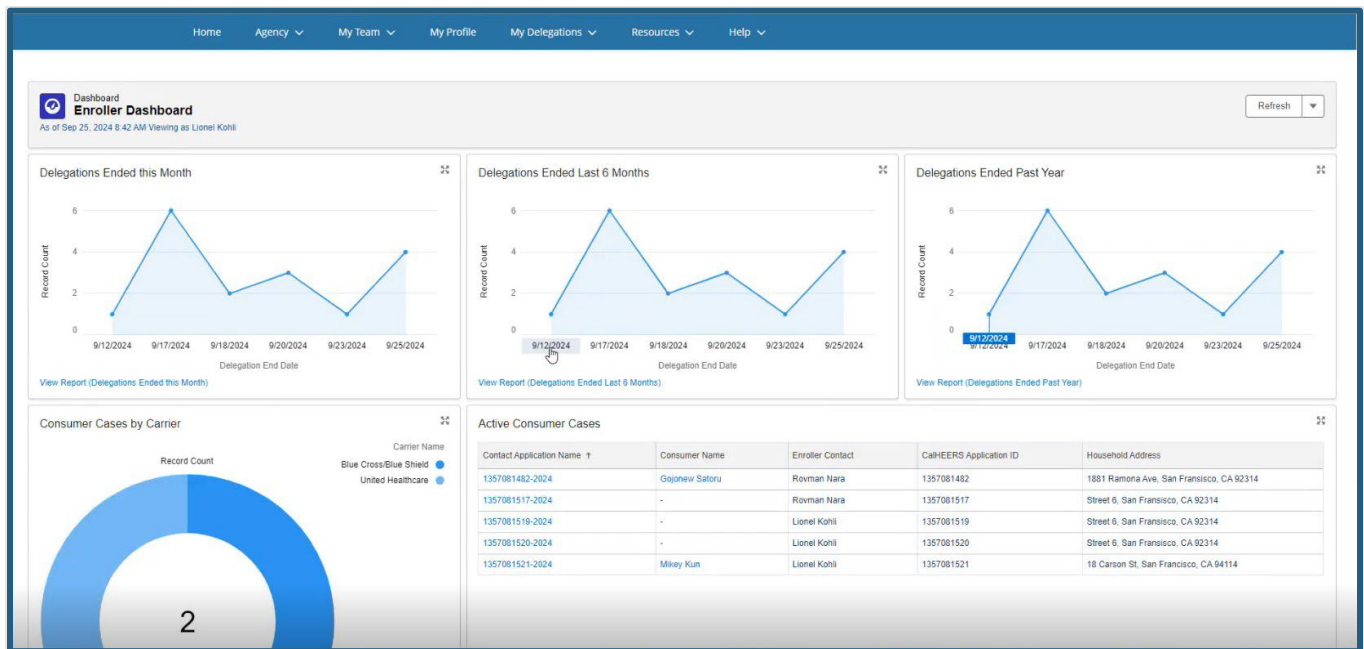 Home Agency My Team My Profile My Delegations Resources Help
Dashboard
Enroller Dashboard
As of Sep 25, 2024 8:42 AM Viewing as Lionel Kohli
Refresh
Delegations Ended this Month
Record Count
6
4
2
0
9/12/2024 9/17/2024 9/18/2024 9/20/2024 9/23/2024 9/25/2024
Delegation End Date
View Report (Delegations Ended this Month)
Delegations Ended Last 6 Months
Record Count
6
4
2
0
9/12/2024 9/17/2024 9/18/2024 9/20/2024 9/23/2024 9/25/2024
Delegation End Date
View Report (Delegations Ended Last 6 Months)
Delegations Ended Past Year
Record Count
6
4
2
0
9/12/2024
9/12/2024 9/17/2024 9/18/2024 9/20/2024 9/23/2024 9/25/2024
Delegation End Date
View Report (Delegations Ended Past Year)
Consumer Cases by Carrier
Carrier Name
Record Count
Blue Cross/Blue Shield
United Healthcare
2
Active Consumer Cases
Contact Application Name ↑ Consumer Name Enroller Contact CalHEERS Application ID Household Address
1357081482-2024 Gojonew Satoru Rovman Nara 1357081482 1881 Ramona Ave, San Fransisco, CA 92314
1357081517-2024 - Rovman Nara 1357081517 Street 6, San Fransisco, CA 92314
1357081519-2024 - Lionel Kohli 1357081519 Street 6, San Fransisco, CA 92314
1357081520-2024 - Lionel Kohli 1357081520 Street 6, San Fransisco, CA 92314
1357081521-2024 Mikey Kun Lionel Kohli 1357081521 18 Carson St, San Francisco, CA 94114